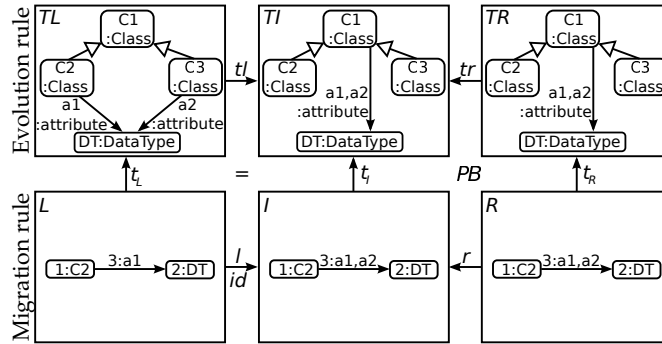 Evolution rule
TL
C1
:Class
C2
:Class
C3
:Class
a1
:attribute
a2
:attribute
DT:DataType
tl
TI
C1
:Class
C2
:Class
C3
:Class
a1,a2
:attribute
DT:DataType
tr
TR
C1
:Class
C2
:Class
C3
:Class
a1,a2
:attribute
DT:DataType
tL
=
tI
PB
tR
Migration rule
L
1:C2
3:a1
2:DT
l
id
I
1:C2
3:a1,a2
2:DT
r
R
1:C2
3:a1,a2
2:DT